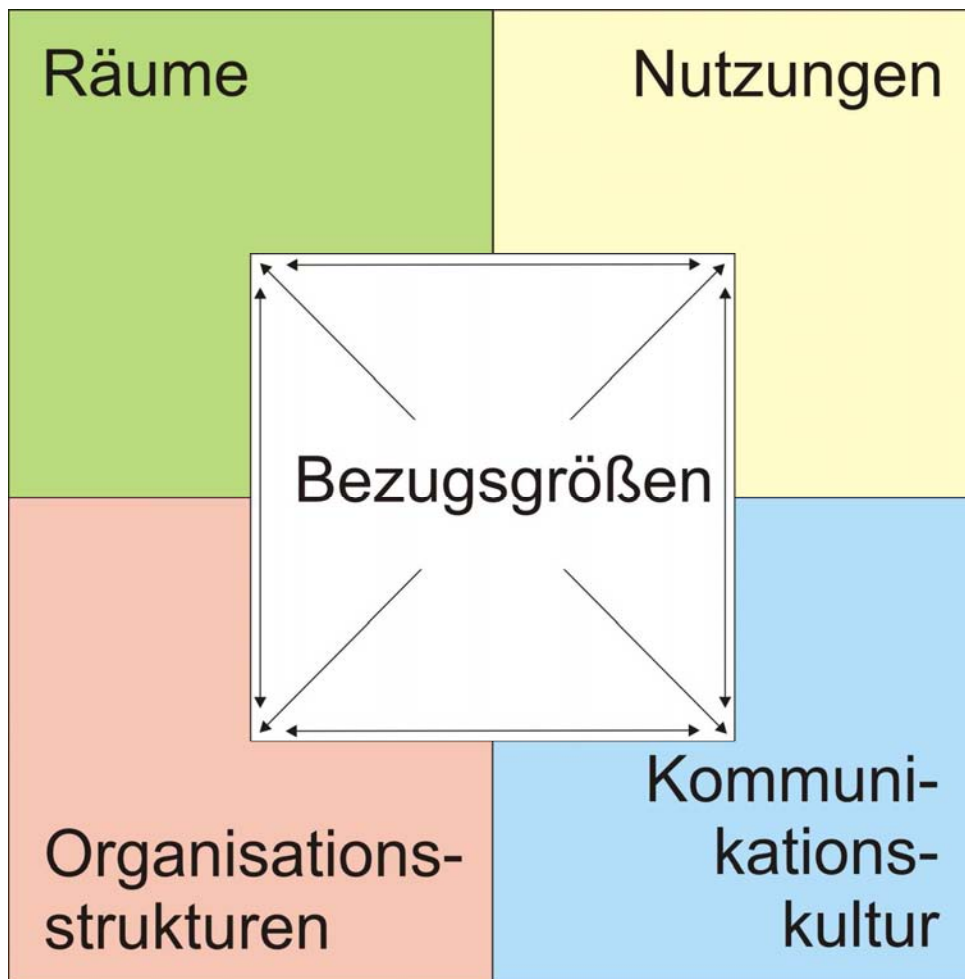 Räume
Nutzungen
Bezugsgrößen
Organisations-
strukturen
Kommuni-
kations-
kultur